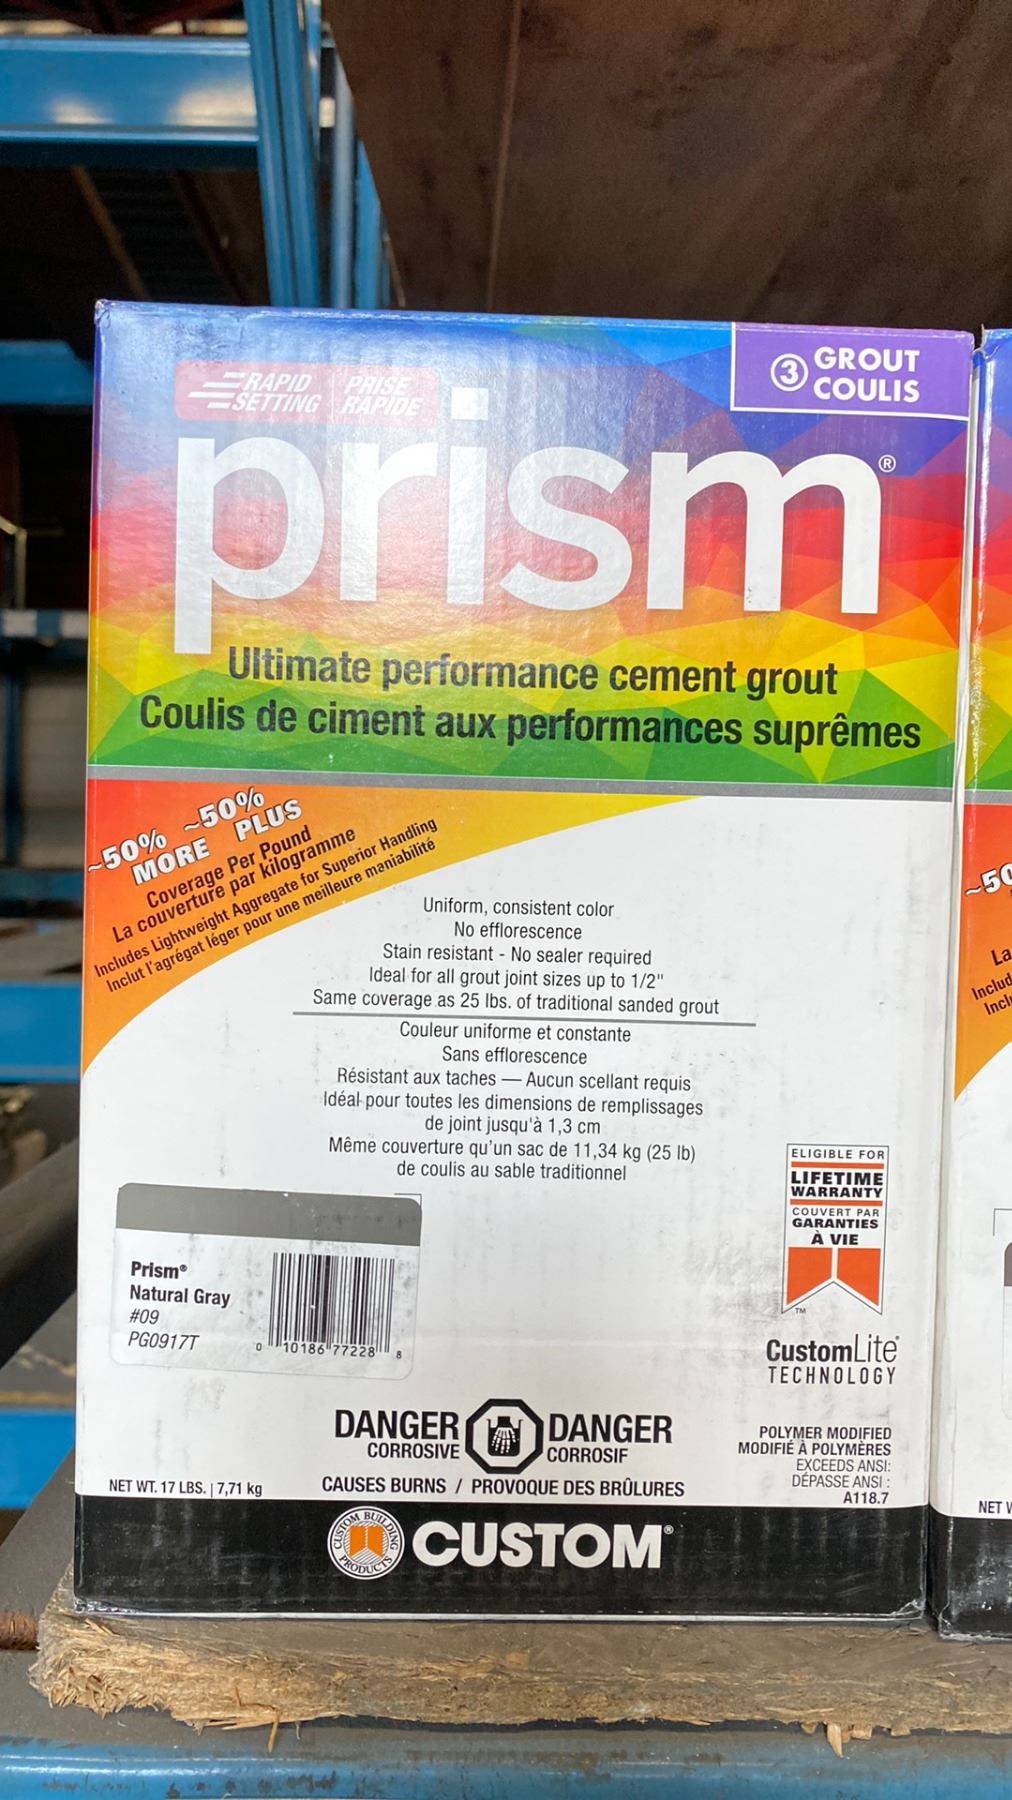 RAPID PRISE
SETTING RAPIDE
3 GROUT
COULIS
prism®
Ultimate performance cement grout
Coulis de ciment aux performances suprêmes
~50% ~50%
MORE PLUS
Coverage Per Pound
La couverture par kilogramme
Includes Lightweight Aggregate for Superior Handling
Inclut l'agrégat léger pour une meilleure maniabilité
Uniform, consistent color
No efflorescence
Stain resistant - No sealer required
Ideal for all grout joint sizes up to 1/2"
Same coverage as 25 lbs. of traditional sanded grout
Couleur uniforme et constante
Sans efflorescence
Résistant aux taches — Aucun scellant requis
Idéal pour toutes les dimensions de remplissages
de joint jusqu'à 1,3 cm
Même couverture qu'un sac de 11,34 kg (25 lb)
de coulis au sable traditionnel
ELIGIBLE FOR
LIFETIME
WARRANTY
COUVERT PAR
GARANTIES
À VIE
TM
Prism®
Natural Gray
#09
PG0917T
0 10186 77228 8
CustomLite®
TECHNOLOGY
DANGER DANGER
CORROSIVE CORROSIF
CAUSES BURNS / PROVOQUE DES BRÛLURES
POLYMER MODIFIED
MODIFIÉ À POLYMÈRES
EXCEEDS ANSI:
DÉPASSE ANSI :
A118.7
NET WT. 17 LBS. | 7,71 kg
CUSTOM BUILDING PRODUCTS
CUSTOM®
~50
La
NET